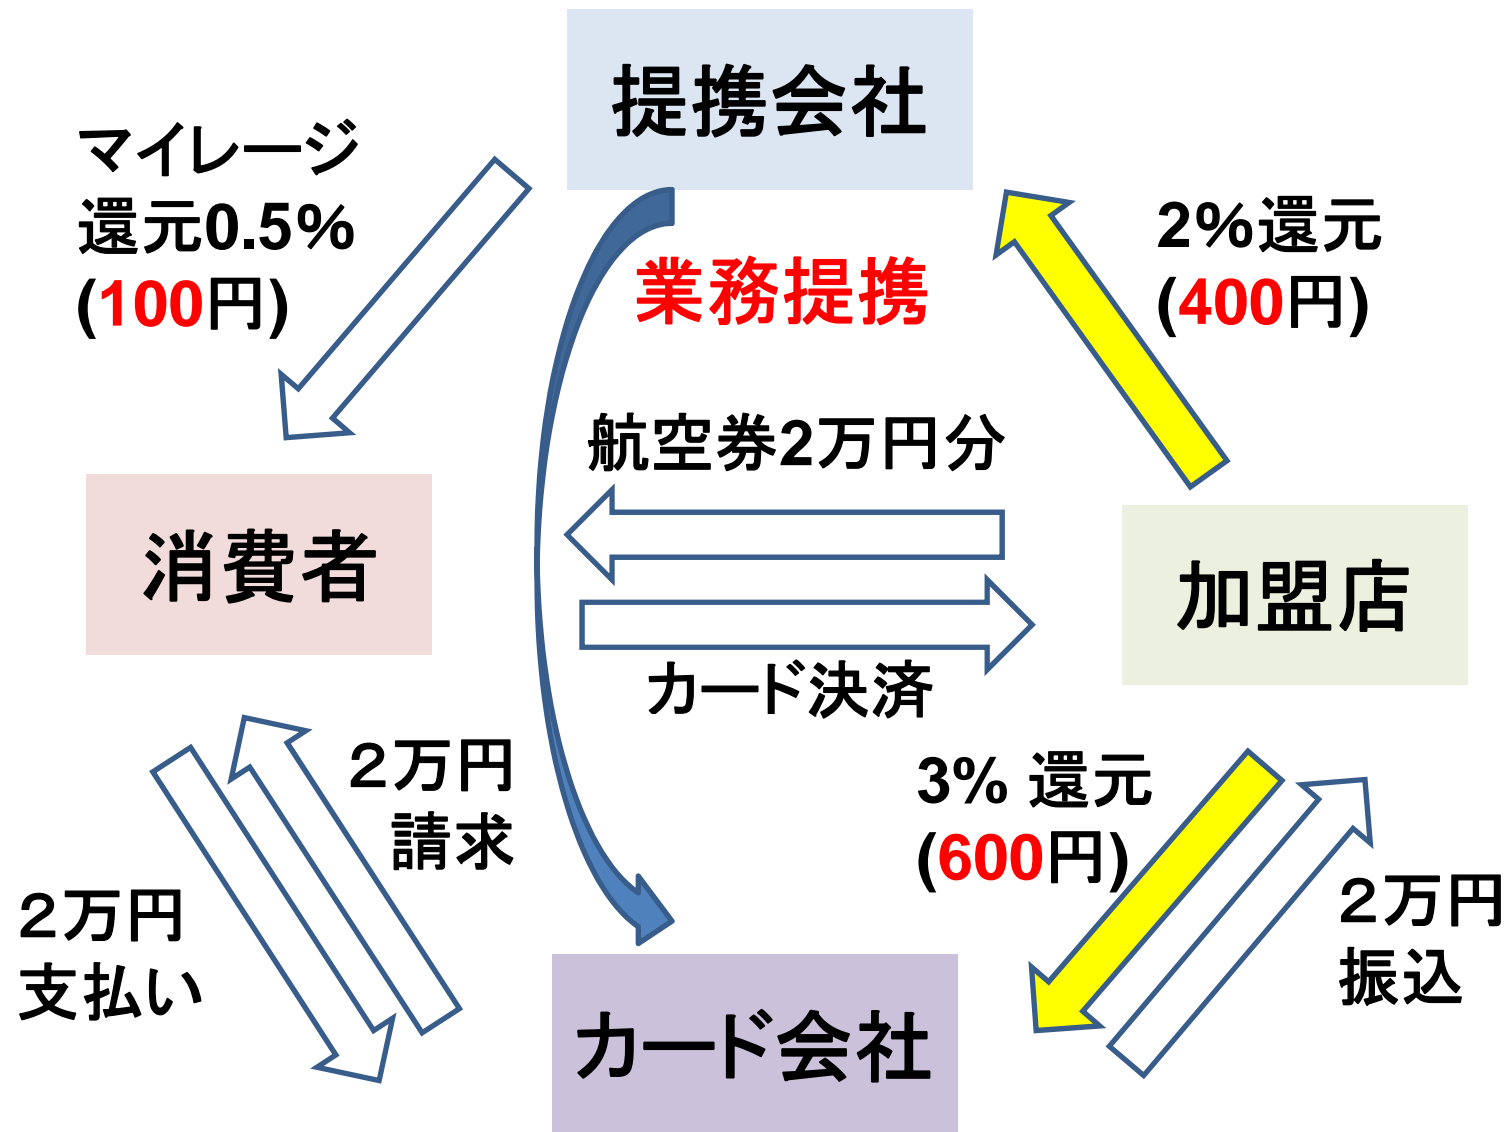 提携会社
マイレージ
還元0.5%
(100円)
業務提携
2%還元
(400円)
航空券2万円分
消費者
加盟店
カード決済
２万円
請求
3% 還元
(600円)
２万円
支払い
２万円
振込
カード会社